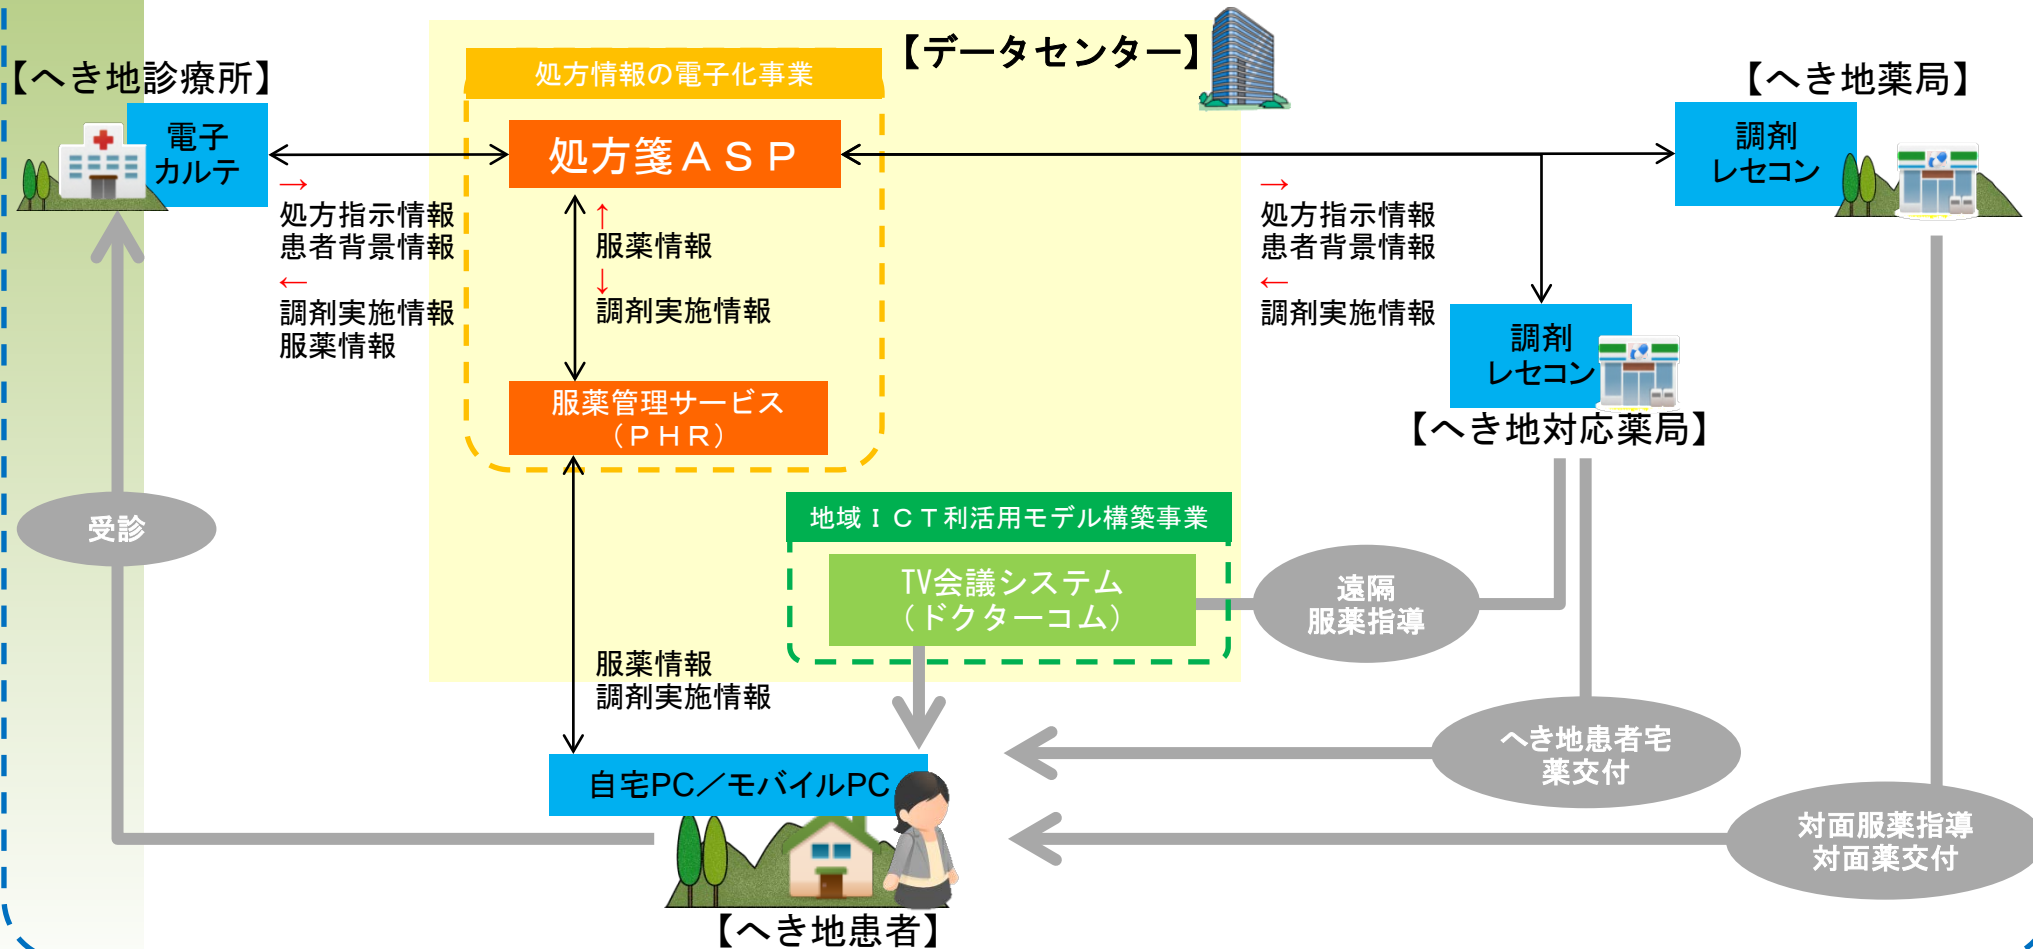 【データセンター】
【へき地診療所】
処方情報の電子化事業
【へき地薬局】
電子
カルテ
処方箋ASP
調剤
レセコン
→
処方指示情報
患者背景情報
←
調剤実施情報
服薬情報
↑
服薬情報
↓
調剤実施情報
→
処方指示情報
患者背景情報
←
調剤実施情報
調剤
レセコン
【へき地対応薬局】
服薬管理サービス
(PHR)
受診
地域ICT利活用モデル構築事業
TV会議システム
(ドクターコム)
遠隔
服薬指導
服薬情報
調剤実施情報
へき地患者宅
薬交付
自宅PC/モバイルPC
対面服薬指導
対面薬交付
【へき地患者】